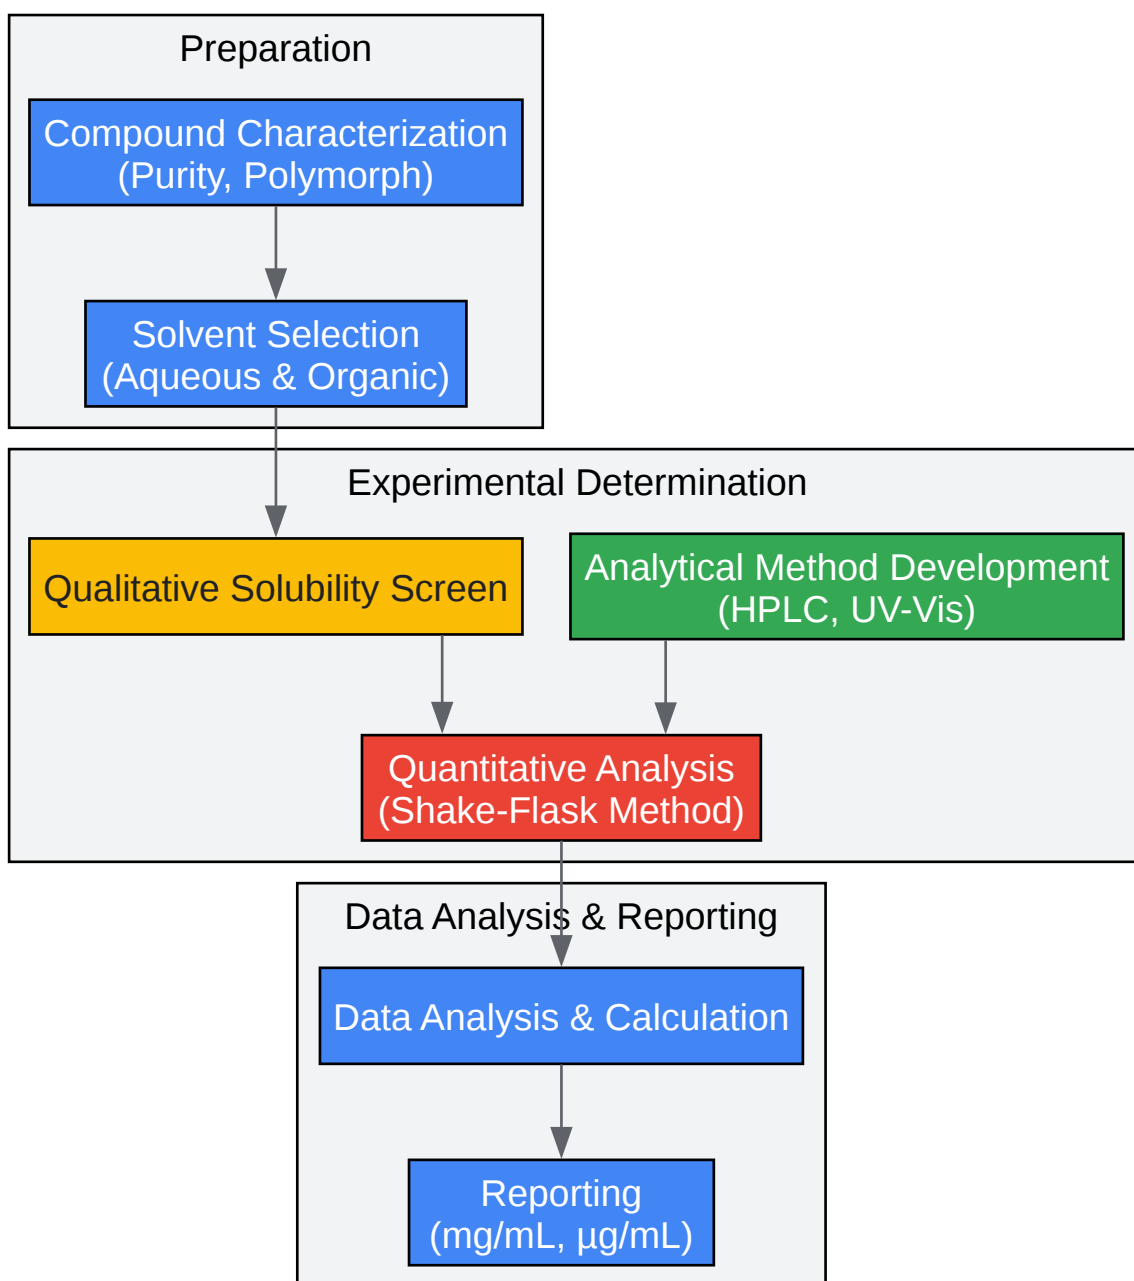 Preparation
Compound Characterization
(Purity, Polymorph)
Solvent Selection
(Aqueous & Organic)
Experimental Determination
Qualitative Solubility Screen
Analytical Method Development
(HPLC, UV-Vis)
Quantitative Analysis
(Shake-Flask Method)
Data Analysis & Reporting
Data Analysis & Calculation
Reporting
(mg/mL, µg/mL)